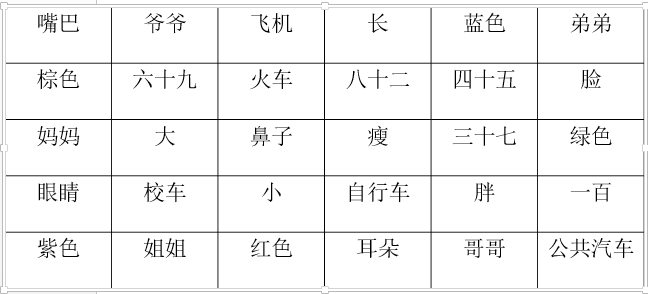 嘴巴 爷爷 飞机 长 蓝色 弟弟
棕色 六十九 火车 八十二 四十五 脸
妈妈 大 鼻子 瘦 三十七 绿色
眼睛 校车 小 自行车 胖 一百
紫色 姐姐 红色 耳朵 哥哥 公共汽车